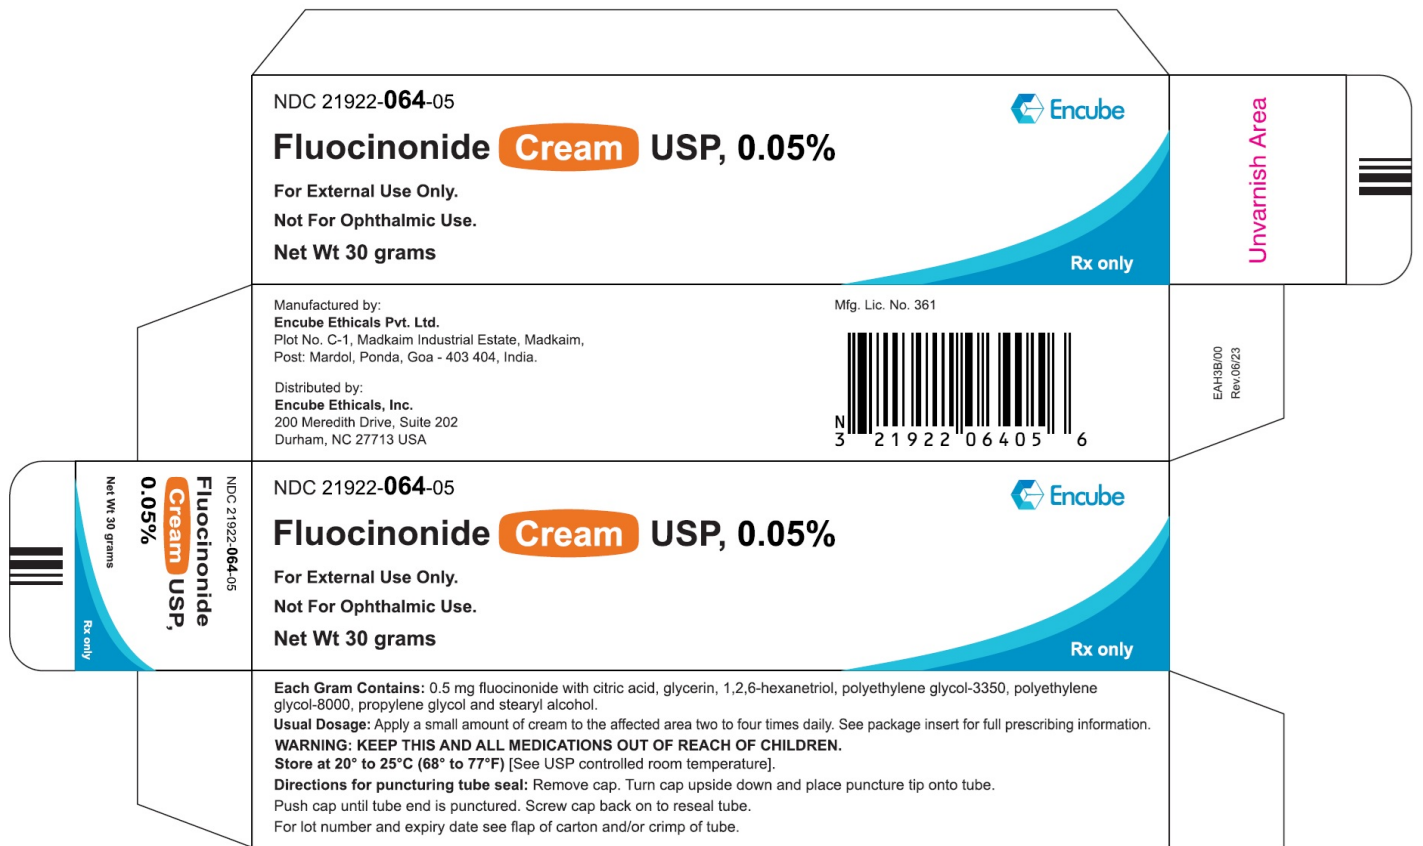 NDC 21922-064-05
Encube
Fluocinonide Cream USP, 0.05%
For External Use Only.
Not For Ophthalmic Use.
Net Wt 30 grams
Rx only
Unvarnish Area
Manufactured by:
Encube Ethicals Pvt. Ltd.
Plot No. C-1, Madkaim Industrial Estate, Madkaim,
Post: Mardol, Ponda, Goa - 403 404, India.
Distributed by:
Encube Ethicals, Inc.
200 Meredith Drive, Suite 202
Durham, NC 27713 USA
Mfg. Lic. No. 361
N
3 21922 06405 6
EAH3B/00
Rev.06/23
NDC 21922-064-05
Fluocinonide
Cream USP,
0.05%
Net Wt 30 grams
Rx only
NDC 21922-064-05
Encube
Fluocinonide Cream USP, 0.05%
For External Use Only.
Not For Ophthalmic Use.
Net Wt 30 grams
Rx only
Each Gram Contains: 0.5 mg fluocinonide with citric acid, glycerin, 1,2,6-hexanetriol, polyethylene glycol-3350, polyethylene
glycol-8000, propylene glycol and stearyl alcohol.
Usual Dosage: Apply a small amount of cream to the affected area two to four times daily. See package insert for full prescribing information.
WARNING: KEEP THIS AND ALL MEDICATIONS OUT OF REACH OF CHILDREN.
Store at 20° to 25°C (68° to 77°F) [See USP controlled room temperature].
Directions for puncturing tube seal: Remove cap. Turn cap upside down and place puncture tip onto tube.
Push cap until tube end is punctured. Screw cap back on to reseal tube.
For lot number and expiry date see flap of carton and/or crimp of tube.